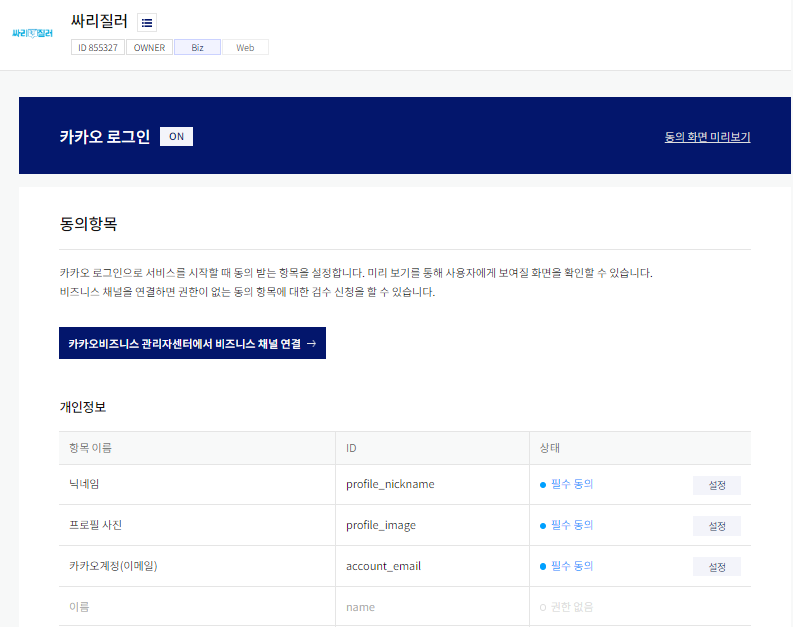 싸리질러
싸리질러
ID 855327 OWNER Biz Web
카카오 로그인 ON
동의 화면 미리보기
동의항목
카카오 로그인으로 서비스를 시작할 때 동의 받는 항목을 설정합니다. 미리 보기를 통해 사용자에게 보여질 화면을 확인할 수 있습니다.
비즈니스 채널을 연결하면 권한이 없는 동의 항목에 대한 검수 신청을 할 수 있습니다.
카카오비즈니스 관리자센터에서 비즈니스 채널 연결 →
개인정보
항목 이름 ID 상태
닉네임 profile_nickname 필수 동의 설정
프로필 사진 profile_image 필수 동의 설정
카카오계정(이메일) account_email 필수 동의 설정
이름 name 권한 없음